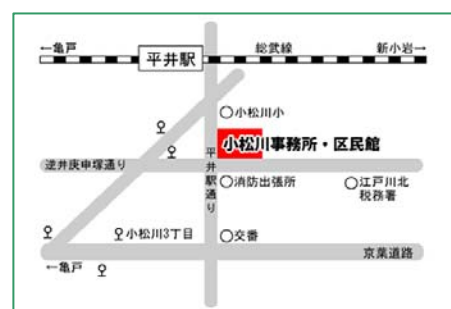 ←亀戸
平井駅
総武線
新小岩→
小松川小
小松川事務所・区民館
逆井庚申塚通り
平井駅通り
消防出張所
江戸川北
税務署
小松川3丁目
交番
京葉道路
←亀戸